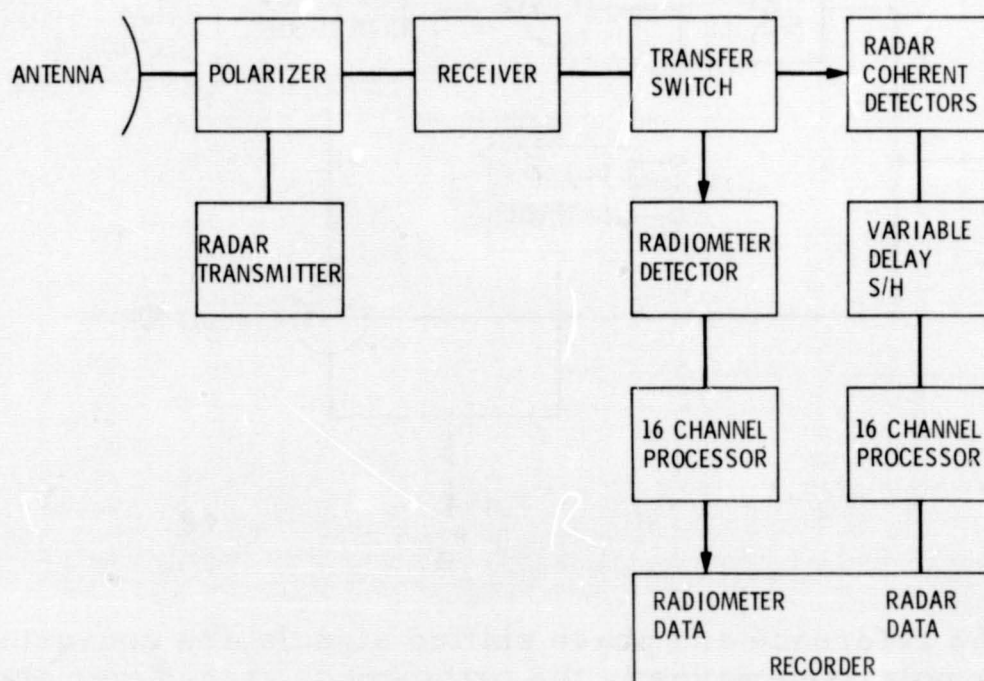 ANTENNA
POLARIZER
RECEIVER
TRANSFER
SWITCH
RADAR
COHERENT
DETECTORS
RADAR
TRANSMITTER
RADIOMETER
DETECTOR
VARIABLE
DELAY
S/H
16 CHANNEL
PROCESSOR
16 CHANNEL
PROCESSOR
RADIOMETER
DATA
RADAR
DATA
RECORDER